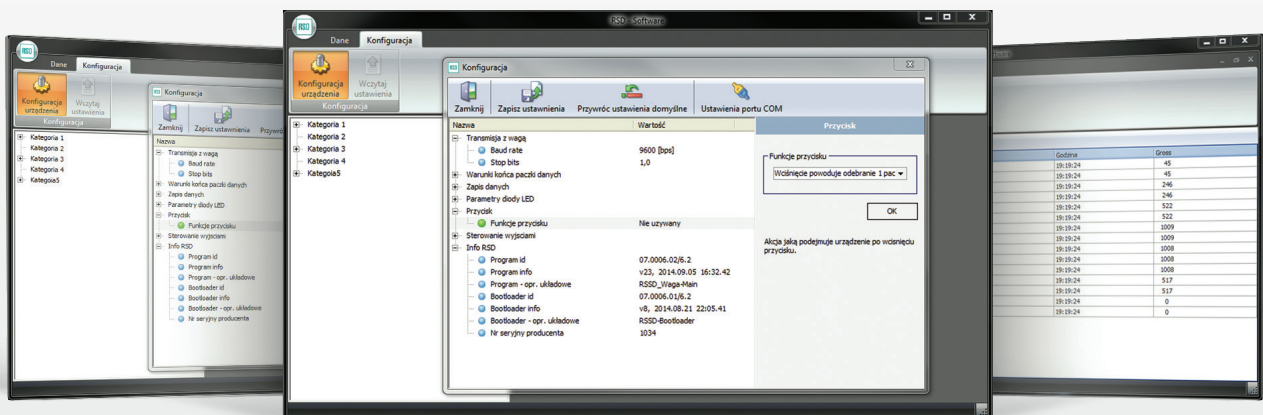 RSD
Dane
Konfiguracja
Konfiguracja urządzenia
Wczytaj ustawienia
Konfiguracja
Kategoria 1
Kategoria 2
Kategoria 3
Kategoria 4
Kategoia5
Konfiguracja
Zamknij
Zapisz ustawnienia
Nazwa
Transmisja z wagą
Baud rate
Stop bits
Warunki końca paczki danych
Zapis danych
Parametry diody LED
Przycisk
Funkcje przycisku
Sterowanie wyjsciami
Info RSD
Program id
Program info
Program - opr. układowe
Bootloader id
Bootloader info
Bootloader - opr. układowe
Nr seryjny producenta
RSD
RSD - Software
Dane
Konfiguracja
Konfiguracja urządzenia
Wczytaj ustawienia
Konfiguracja
Kategoria 1
Kategoria 2
Kategoria 3
Kategoria 4
Kategoia5
RSD Konfiguracja
Zamknij Zapisz ustawnienia Przywróć ustawienia domyślne Ustawienia portu COM
Nazwa Wartość
Transmisja z wagą
Baud rate 9600 [bps]
Stop bits 1,0
Warunki końca paczki danych
Zapis danych
Parametry diody LED
Przycisk
Funkcje przycisku Nie uzywany
Sterowanie wyjsciami
Info RSD
Program id 07.0006.02/6.2
Program info v23, 2014.09.05 16:32.42
Program - opr. układowe RSSD_Waga-Main
Bootloader id 07.0006.01/6.2
Bootloader info v8, 2014.08.21 22:05.41
Bootloader - opr. układowe RSSD-Bootloader
Nr seryjny producenta 1034
Przycisk
Funkcje przycisku
Wciśnięcie powoduje odebranie 1 pac
OK
Akcja jaką podejmuje urządzenie po wcisnięciu
przycisku.
Godzina Gross
19:19:24 45
19:19:24 45
19:19:24 246
19:19:24 246
19:19:24 522
19:19:24 522
19:19:24 1009
19:19:24 1009
19:19:24 1008
19:19:24 1008
19:19:24 517
19:19:24 517
19:19:24 0
19:19:24 0